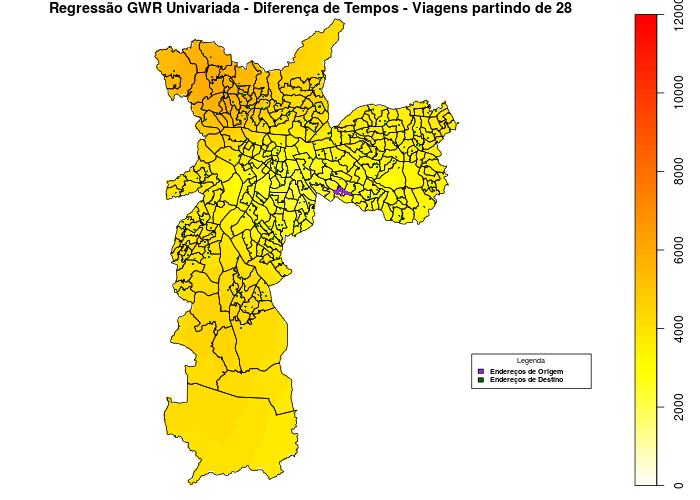 Regressão GWR Univariada - Diferença de Tempos - Viagens partindo de 28
12000
10000
8000
6000
4000
2000
0
Legenda
Endereços de Origem
Endereços de Destino